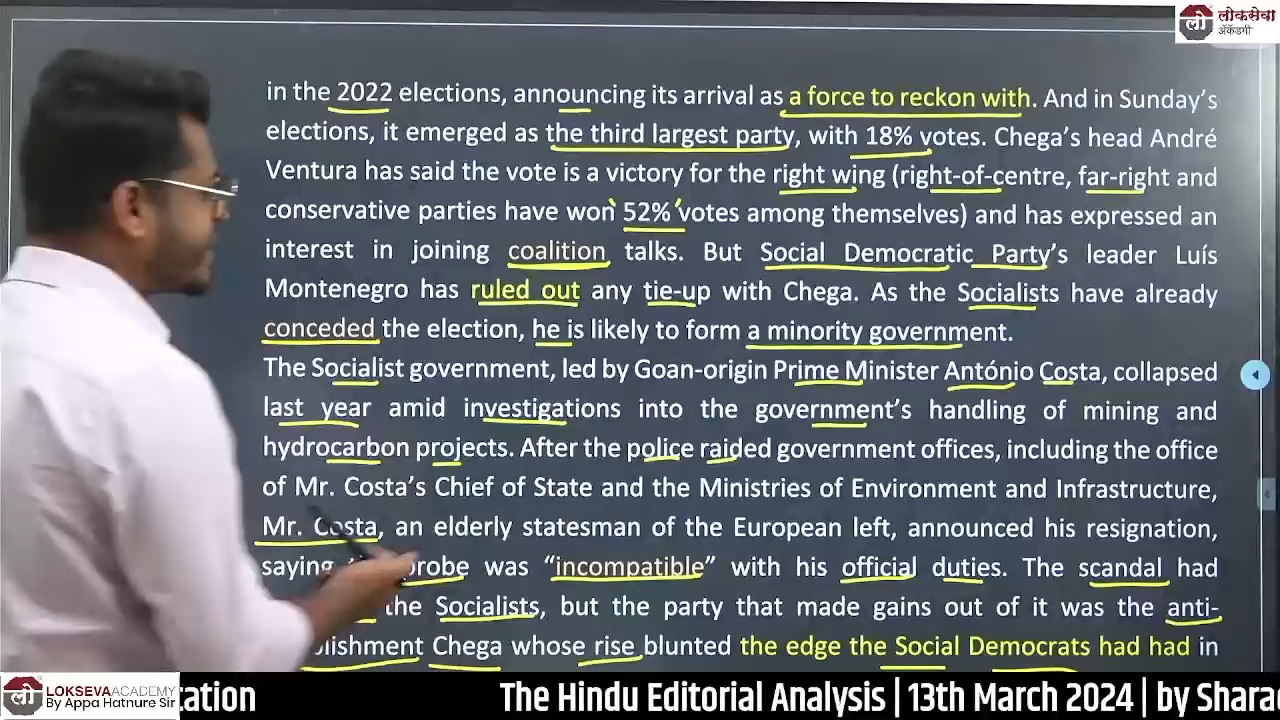 लोकसेवा
अ‍ॅकॅडमी
in the 2022 elections, announcing its arrival as a force to reckon with. And in Sunday's
elections, it emerged as the third largest party, with 18% votes. Chega's head André
Ventura has said the vote is a victory for the right wing (right-of-centre, far-right and
conservative parties have won 52% votes among themselves) and has expressed an
interest in joining coalition talks. But Social Democratic Party's leader Luís
Montenegro has ruled out any tie-up with Chega. As the Socialists have already
conceded the election, he is likely to form a minority government.
The Socialist government, led by Goan-origin Prime Minister António Costa, collapsed
last year amid investigations into the government's handling of mining and
hydrocarbon projects. After the police raided government offices, including the office
of Mr. Costa's Chief of State and the Ministries of Environment and Infrastructure,
Mr. Costa, an elderly statesman of the European left, announced his resignation,
saying probe was "incompatible" with his official duties. The scandal had
the Socialists, but the party that made gains out of it was the anti-
blishment Chega whose rise blunted the edge the Social Democrats had had in
लो LOKSEVA ACADEMY
By Appa Hatnure Sir
tation The Hindu Editorial Analysis | 13th March 2024 | by Shara